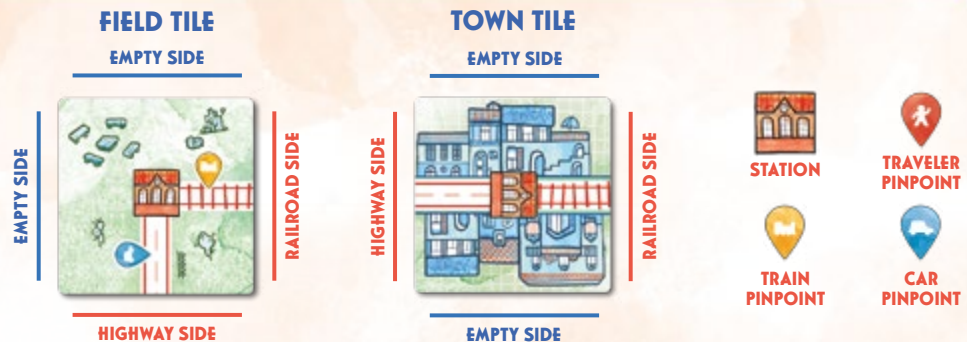 FIELD TILE
EMPTY SIDE
EMPTY SIDE
RAILROAD SIDE
HIGHWAY SIDE
TOWN TILE
EMPTY SIDE
HIGHWAY SIDE
RAILROAD SIDE
EMPTY SIDE
STATION
TRAVELER
PINPOINT
TRAIN
PINPOINT
CAR
PINPOINT